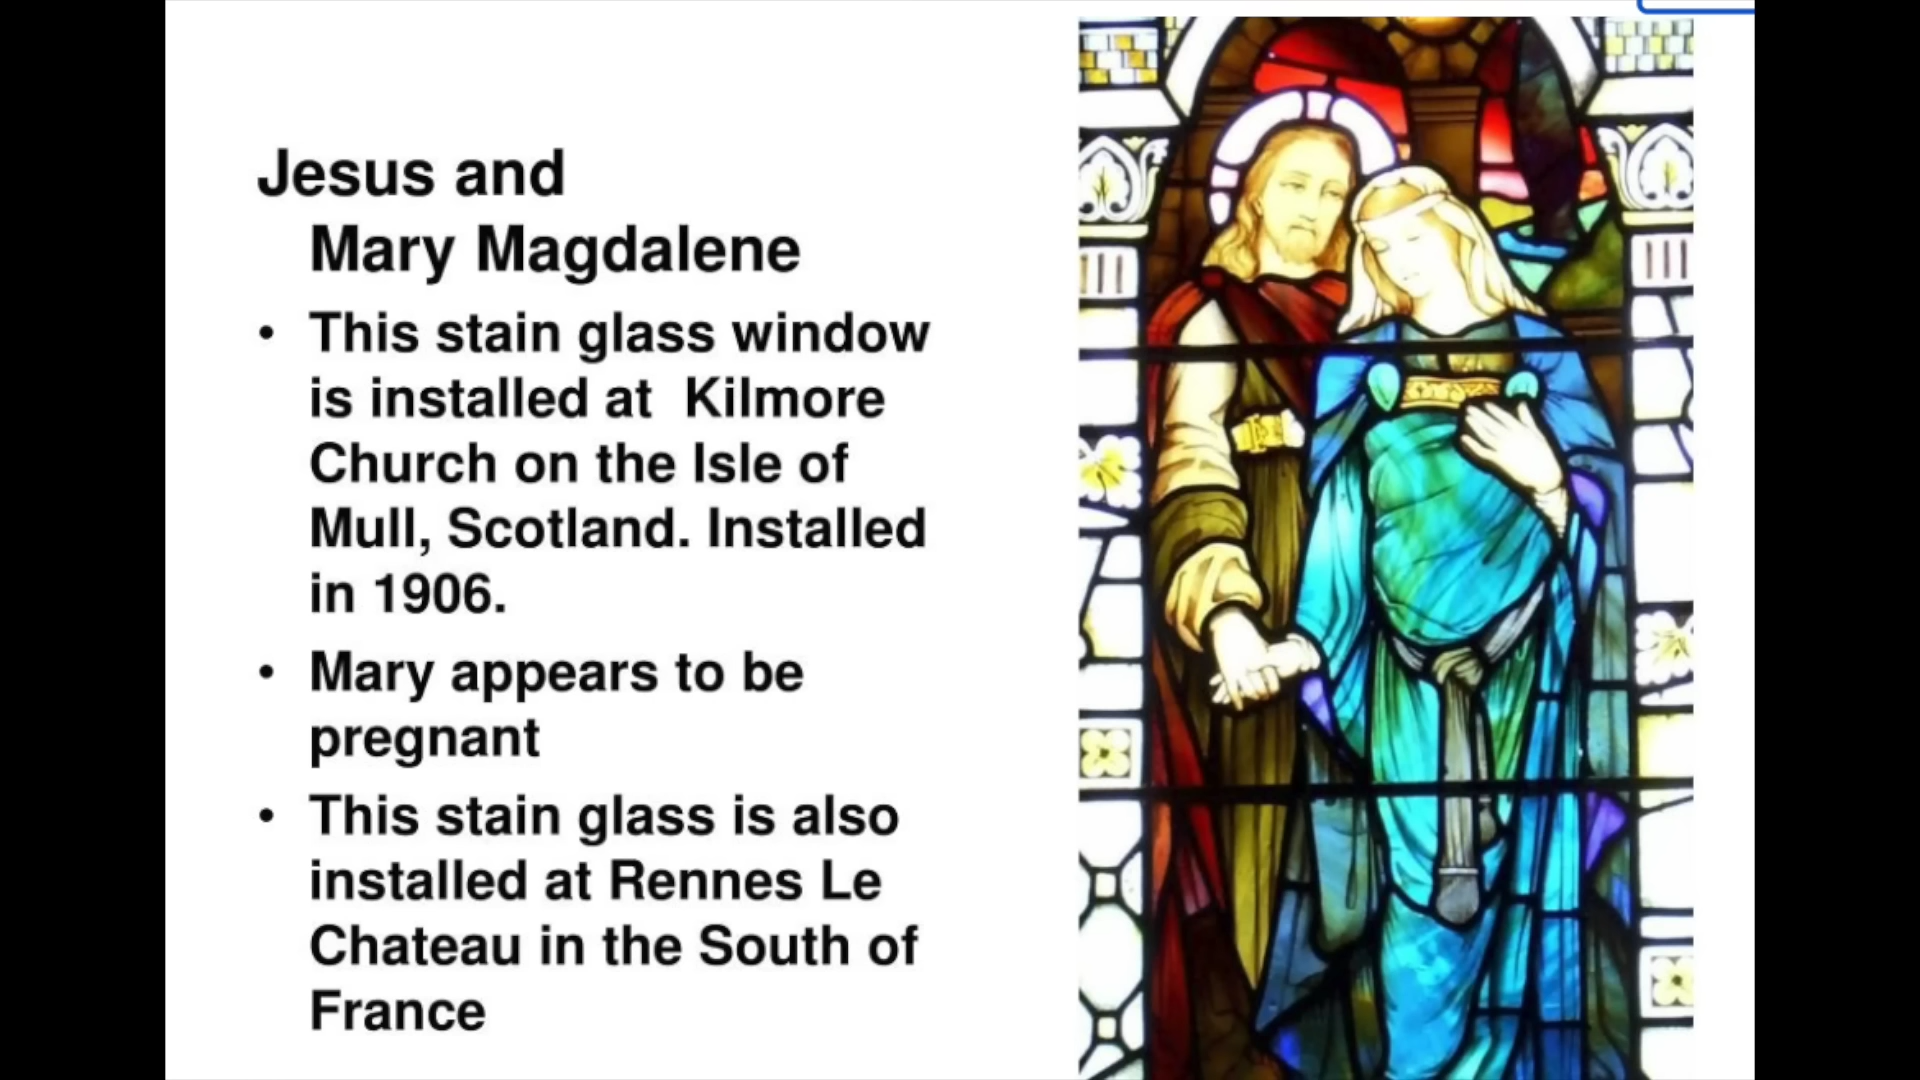 Jesus and
Mary Magdalene
• This stain glass window
is installed at  Kilmore
Church on the Isle of
Mull, Scotland. Installed
in 1906.
• Mary appears to be
pregnant
• This stain glass is also
installed at Rennes Le
Chateau in the South of
France